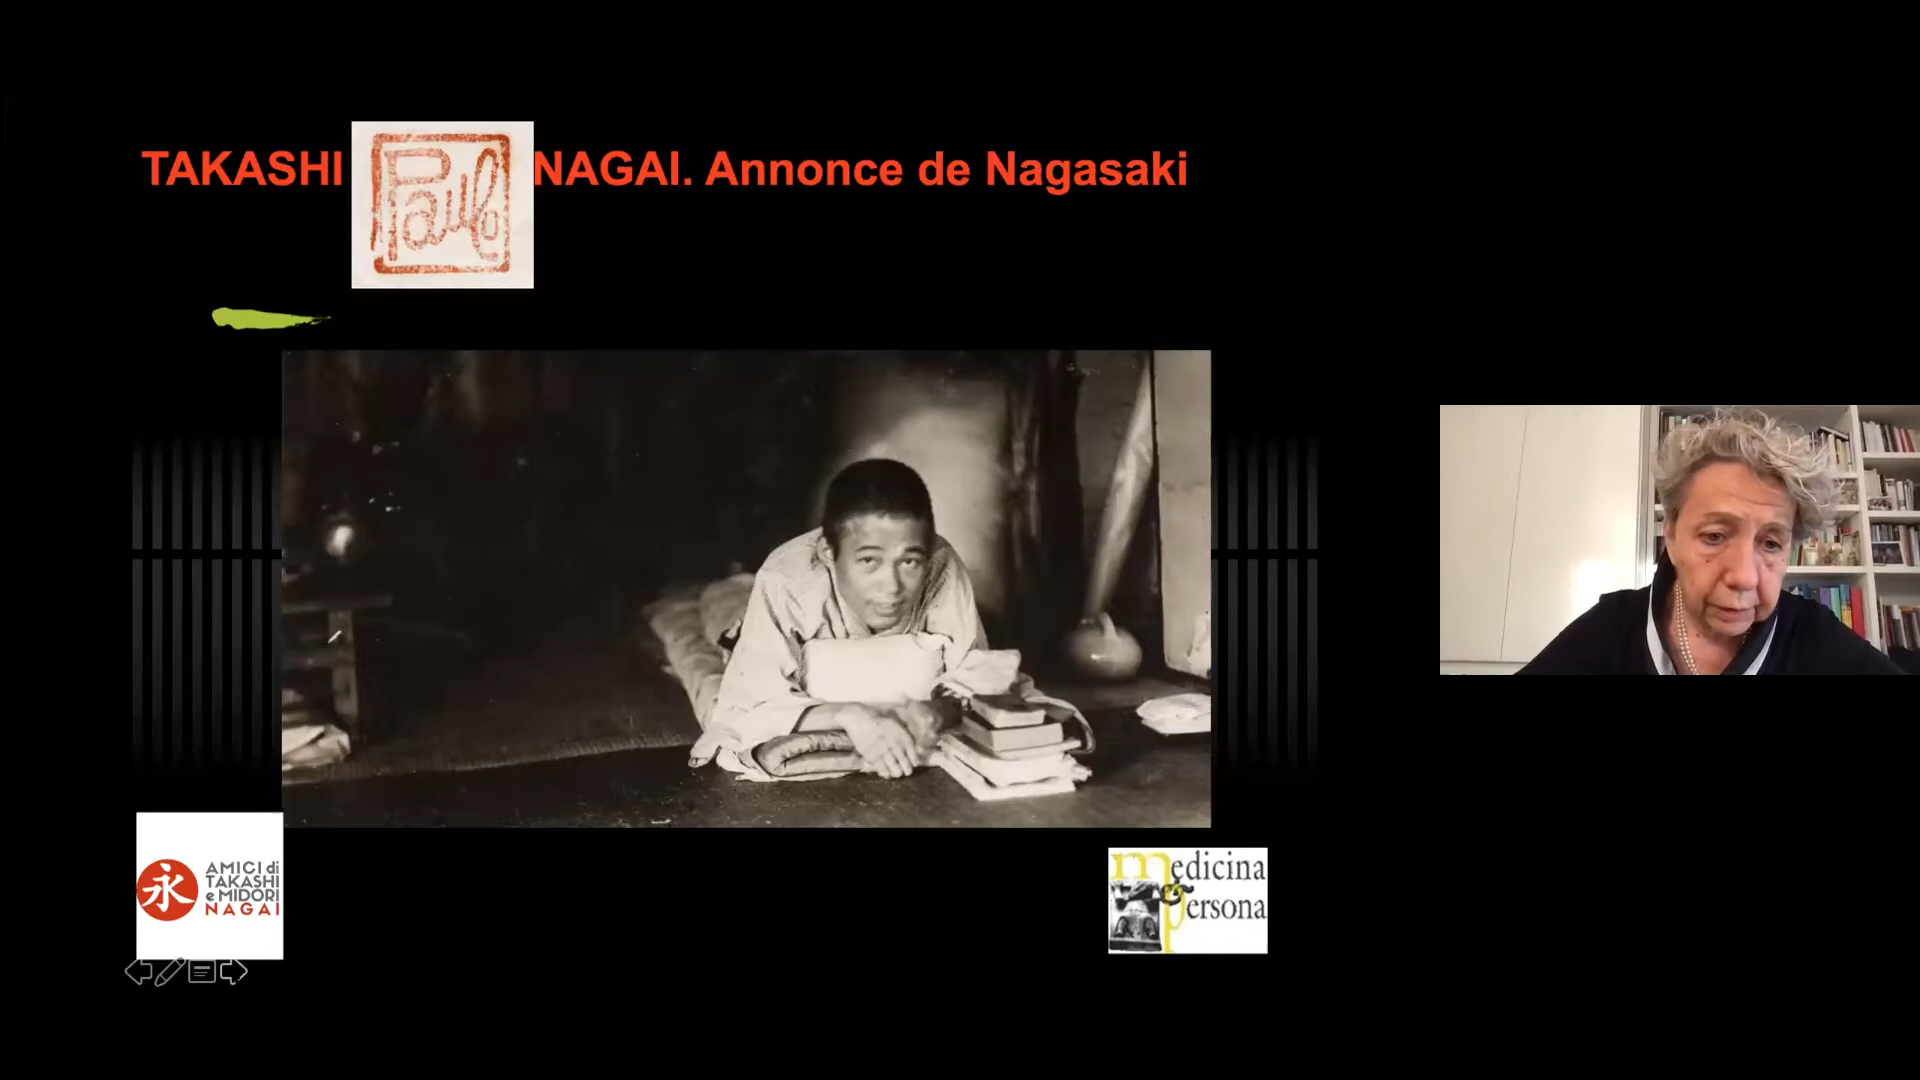 TAKASHI Paulo NAGAI. Annonce de Nagasaki
永
AMICI di
TAKASHI
e MIDORI
NAGAI
medicina
&
persona